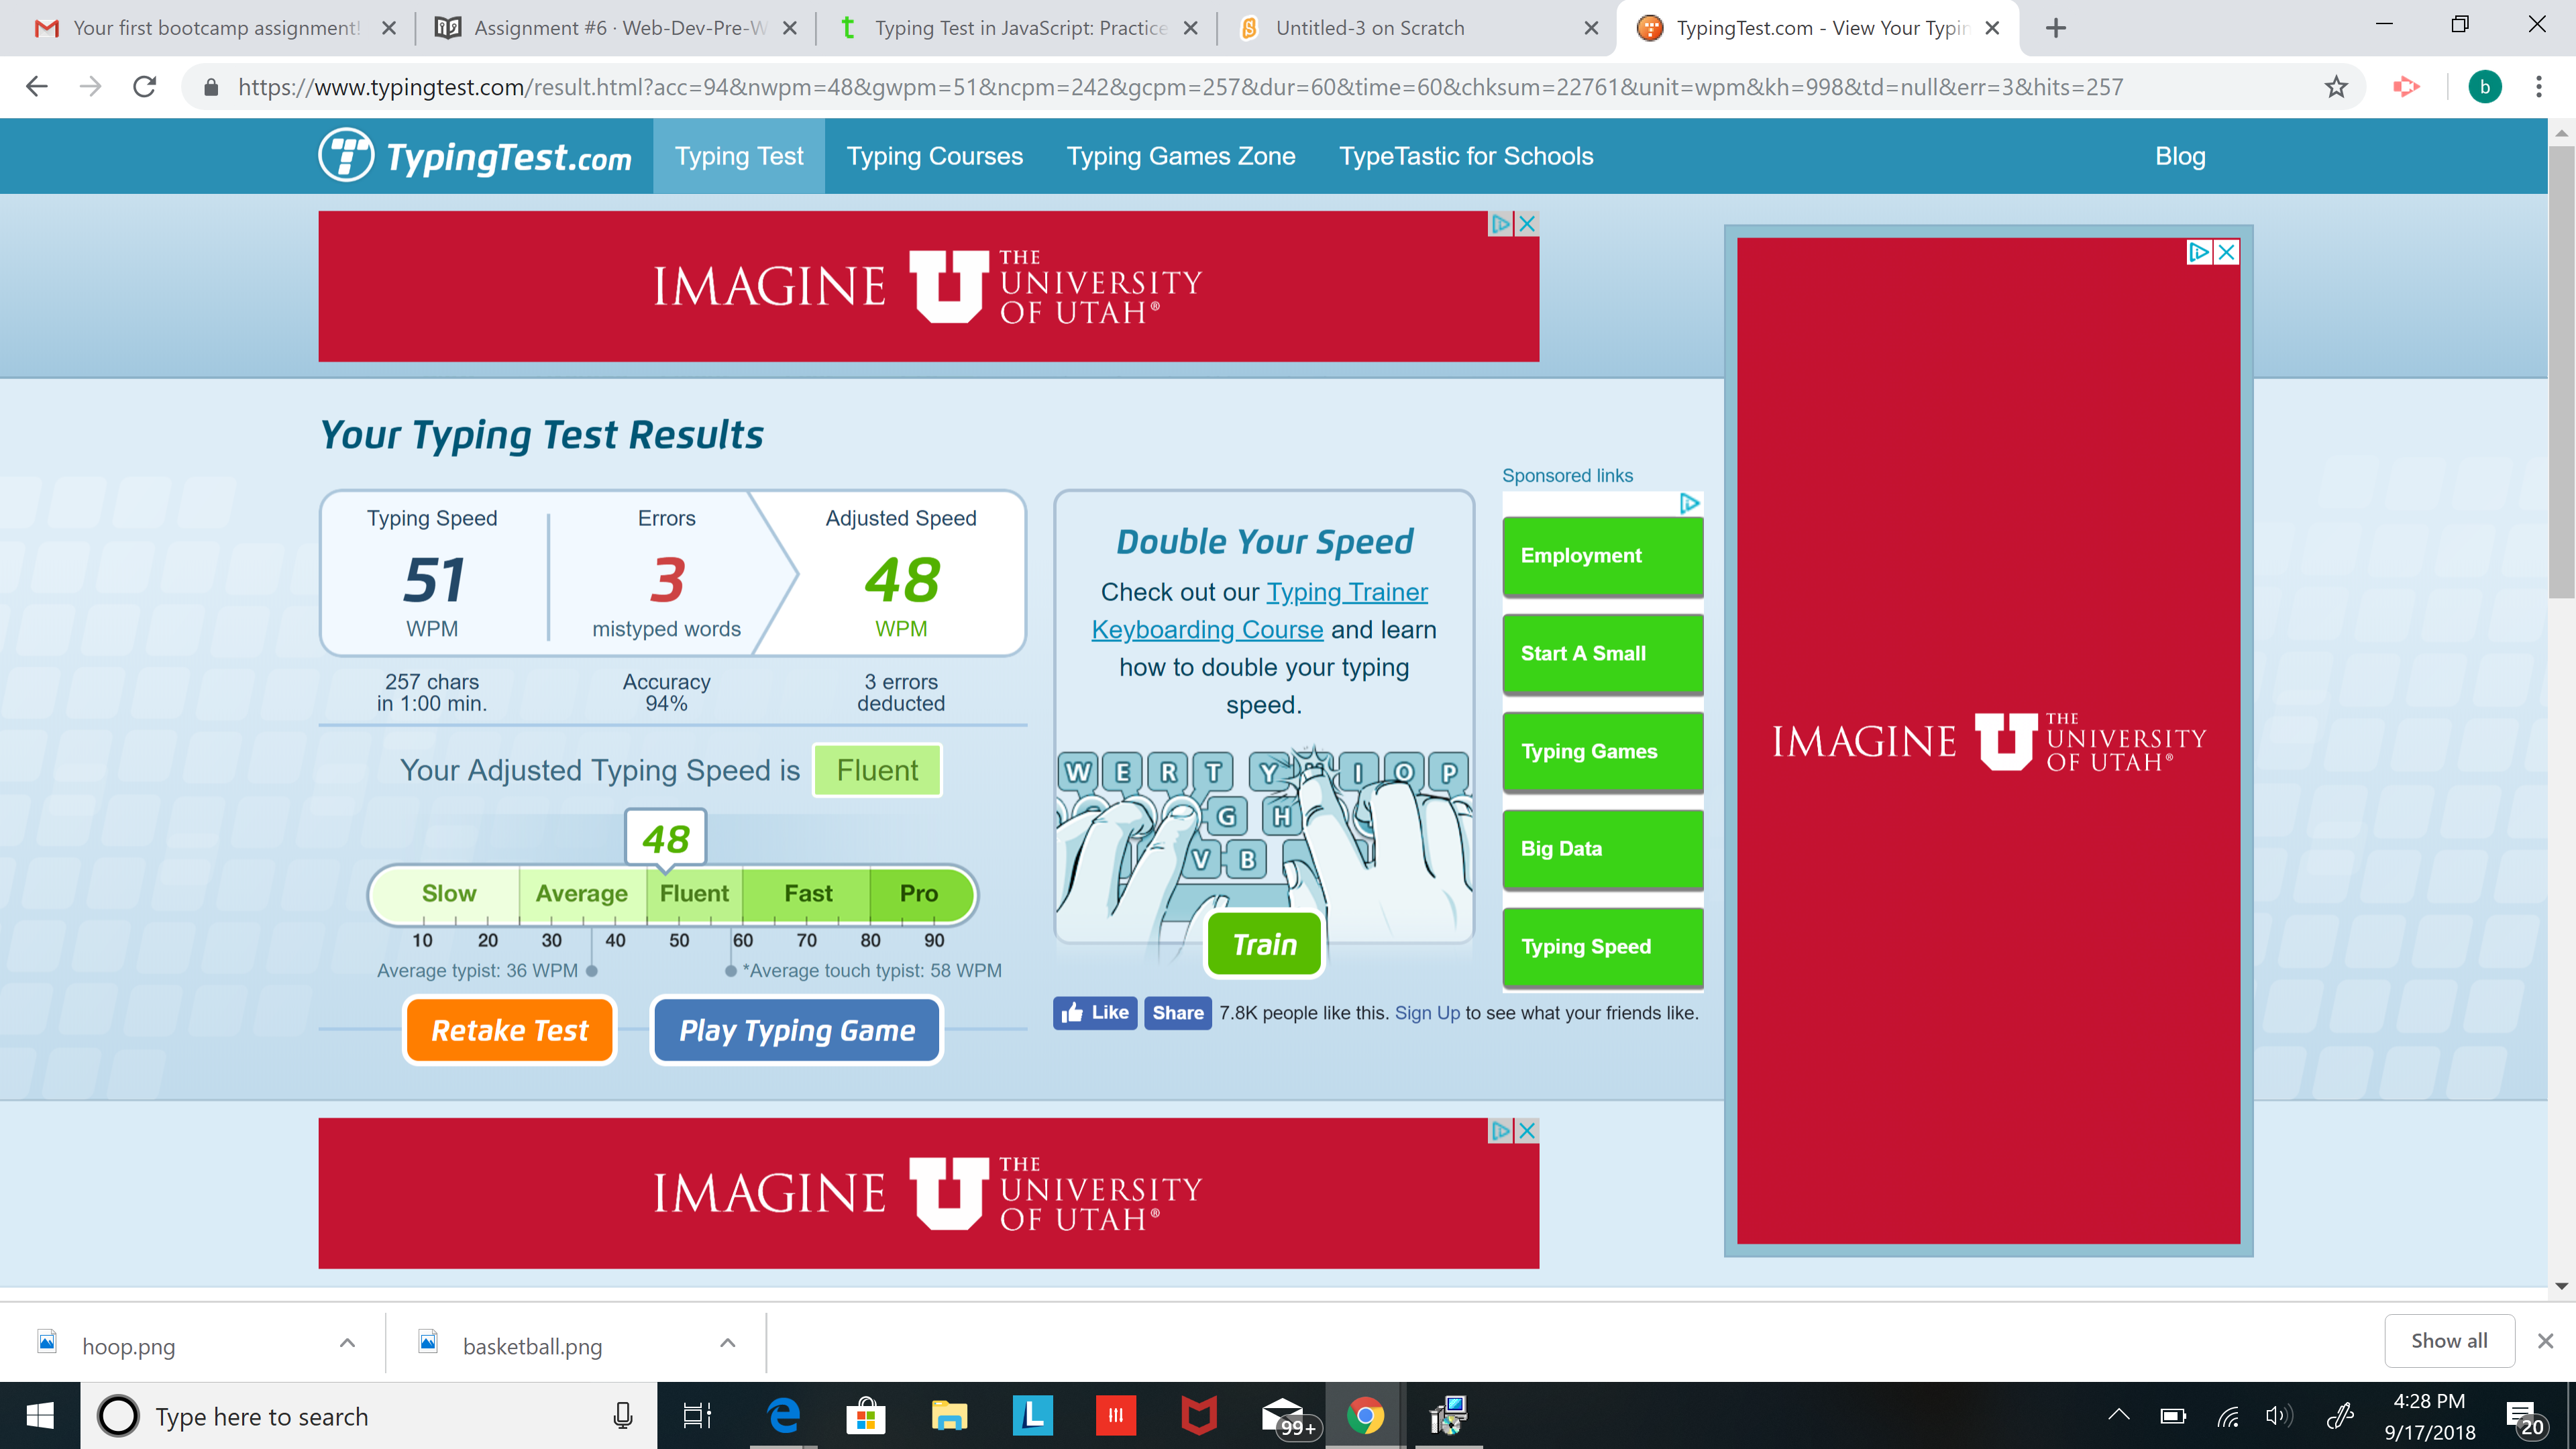 Your first bootcamp assignment!
Assignment #6 · Web-Dev-Pre-W
Typing Test in JavaScript: Practice
Untitled-3 on Scratch
TypingTest.com - View Your Typin
https://www.typingtest.com/result.html?acc=94&nwpm=48&gwpm=51&ncpm=242&gcpm=257&dur=60&time=60&chksum=22761&unit=wpm&kh=998&td=null&err=3&hits=257
b
TypingTest.com
Typing Test
Typing Courses
Typing Games Zone
TypeTastic for Schools
Blog
IMAGINE U THE
UNIVERSITY
OF UTAH®
Your Typing Test Results
Typing Speed
51
WPM
257 chars
in 1:00 min.
Errors
3
mistyped words
Accuracy
94%
Adjusted Speed
48
WPM
3 errors
deducted
Your Adjusted Typing Speed is Fluent
48
Slow Average Fluent Fast Pro
10 20 30 40 50 60 70 80 90
Average typist: 36 WPM
*Average touch typist: 58 WPM
Retake Test
Play Typing Game
Double Your Speed
Check out our Typing Trainer
Keyboarding Course and learn
how to double your typing
speed.
W E R T Y I O P
G H
V B
Train
Like
Share
7.8K people like this. Sign Up to see what your friends like.
Sponsored links
Employment
Start A Small
Typing Games
Big Data
Typing Speed
IMAGINE U THE
UNIVERSITY
OF UTAH®
IMAGINE U THE
UNIVERSITY
OF UTAH®
hoop.png
basketball.png
Show all
Type here to search
L
99+
4:28 PM
9/17/2018
20